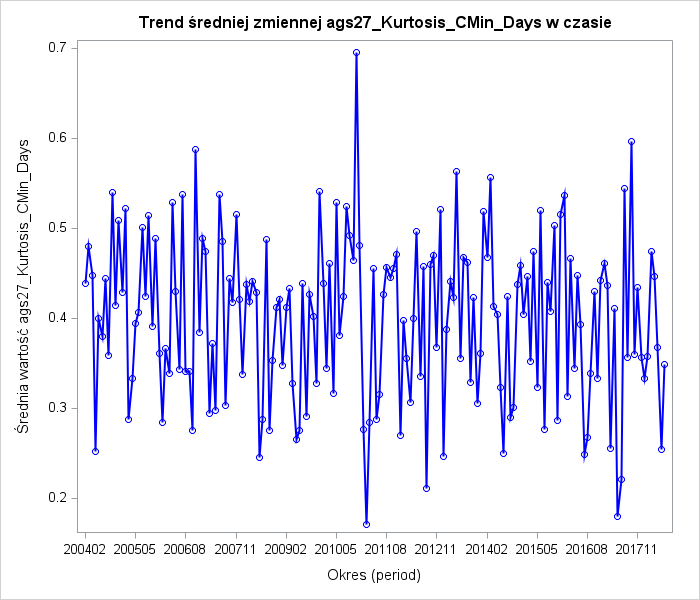 Trend średniej zmiennej ags27_Kurtosis_CMin_Days w czasie
Średnia wartość ags27_Kurtosis_CMin_Days
0.7
0.6
0.5
0.4
0.3
0.2
200402 200505 200608 200711 200902 201005 201108 201211 201402 201505 201608 201711
Okres (period)